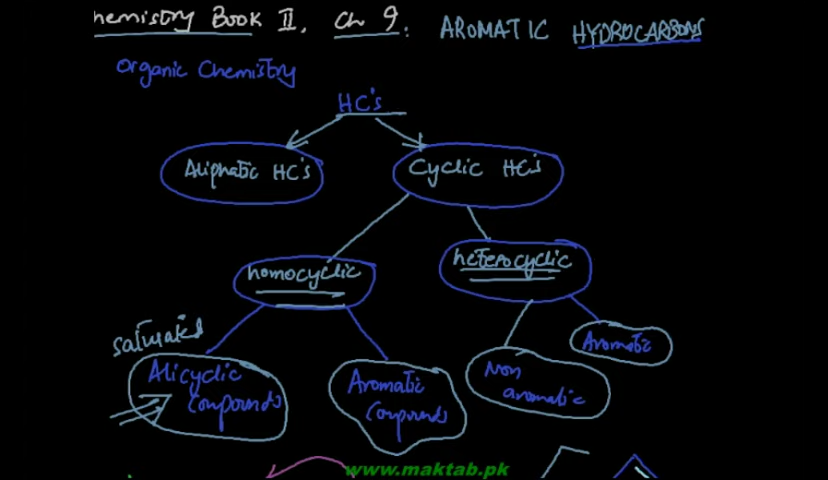 hemistry Book II, Ch 9: AROMATIC HYDROCARBONS
Organic Chemistry
HC's
Aliphatic HC's
Cyclic HC's
homocyclic
heterocyclic
saturated
Alicyclic
Compounds
Aromatic
Compounds
Non
aromatic
Aromatic
www.maktab.pk